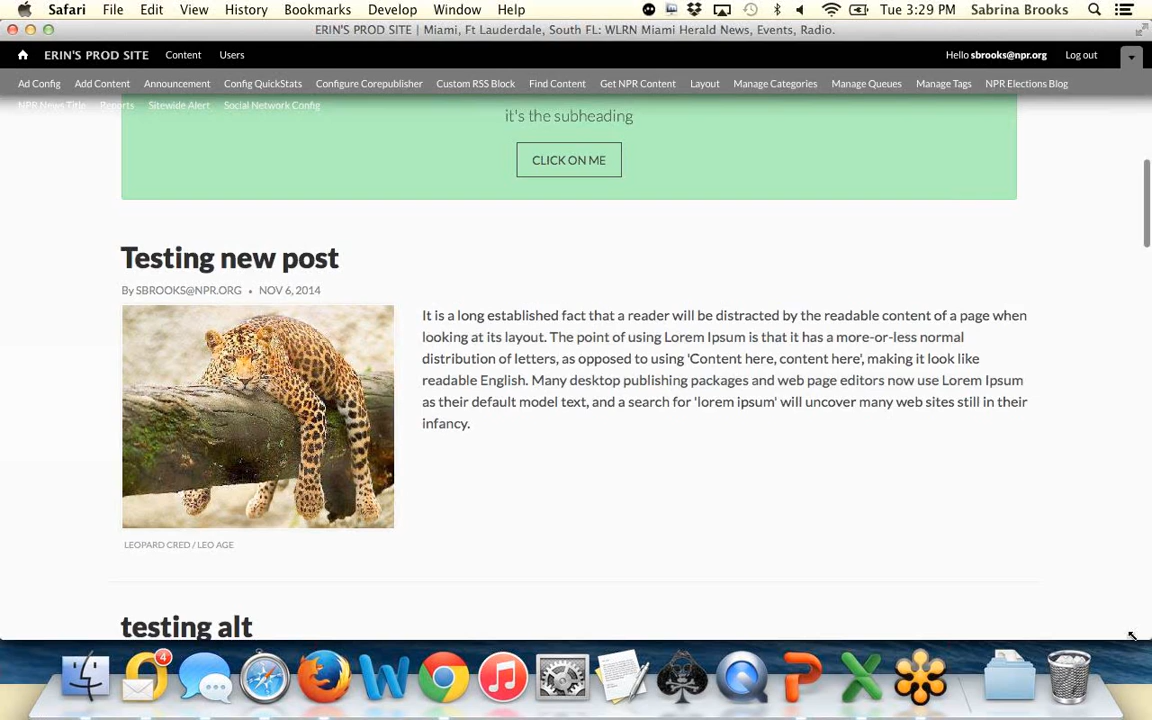 Safari File Edit View History Bookmarks Develop Window Help Tue 3:29 PM Sabrina Brooks
ERIN'S PROD SITE | Miami, Ft Lauderdale, South FL: WLRN Miami Herald News, Events, Radio.
ERIN'S PROD SITE Content Users Hello sbrooks@npr.org Log out
Ad Config Add Content Announcement Config QuickStats Configure Corepublisher Custom RSS Block Find Content Get NPR Content Layout Manage Categories Manage Queues Manage Tags NPR Elections Blog
NPR News Title Reports Sitewide Alert Social Network Config
it's the subheading
CLICK ON ME
Testing new post
By SBROOKS@NPR.ORG • NOV 6, 2014
It is a long established fact that a reader will be distracted by the readable content of a page when
looking at its layout. The point of using Lorem Ipsum is that it has a more-or-less normal
distribution of letters, as opposed to using 'Content here, content here', making it look like
readable English. Many desktop publishing packages and web page editors now use Lorem Ipsum
as their default model text, and a search for 'lorem ipsum' will uncover many web sites still in their
infancy.
LEOPARD CRED / LEO AGE
testing alt
4